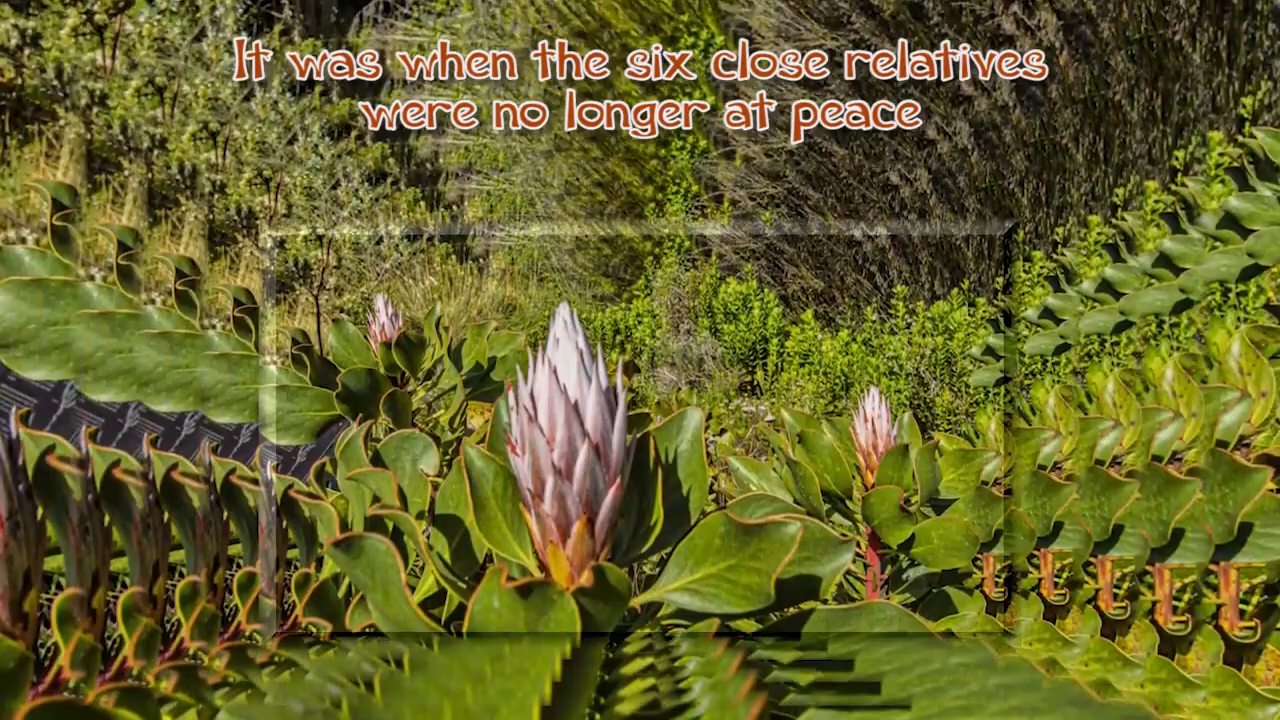 It was when the six close relatives
were no longer at peace